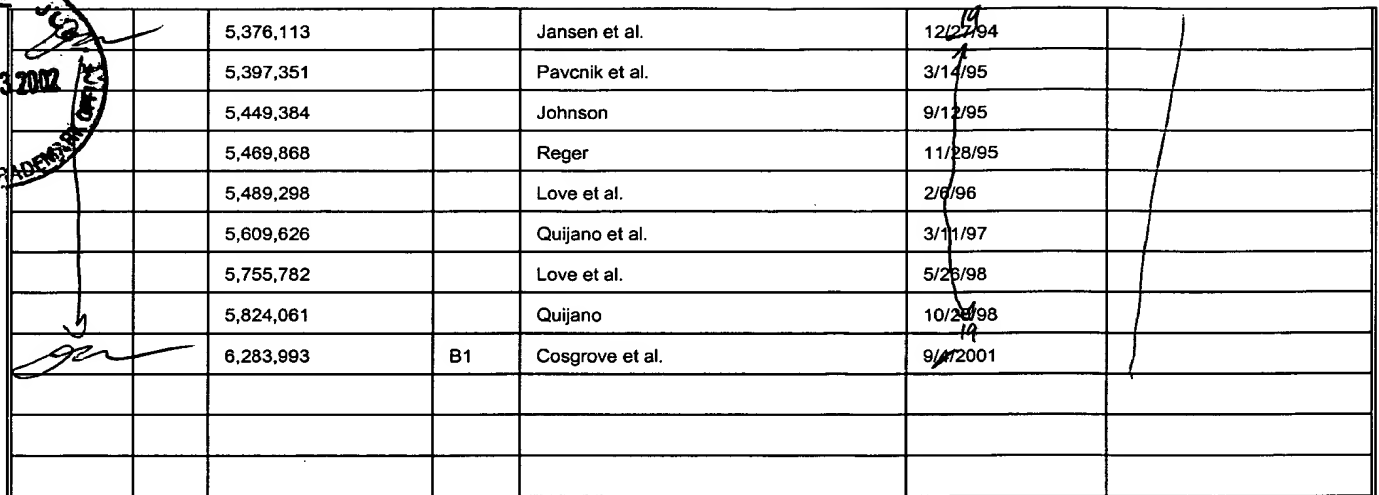 5,376,113 Jansen et al. 12/27/94
19
3 2002 5,397,351 Pavcnik et al. 3/14/95
5,449,384 Johnson 9/12/95
5,469,868 Reger 11/28/95
5,489,298 Love et al. 2/6/96
5,609,626 Quijano et al. 3/11/97
5,755,782 Love et al. 5/26/98
5,824,061 Quijano 10/20/98
19
6,283,993 B1 Cosgrove et al. 9/4/2001